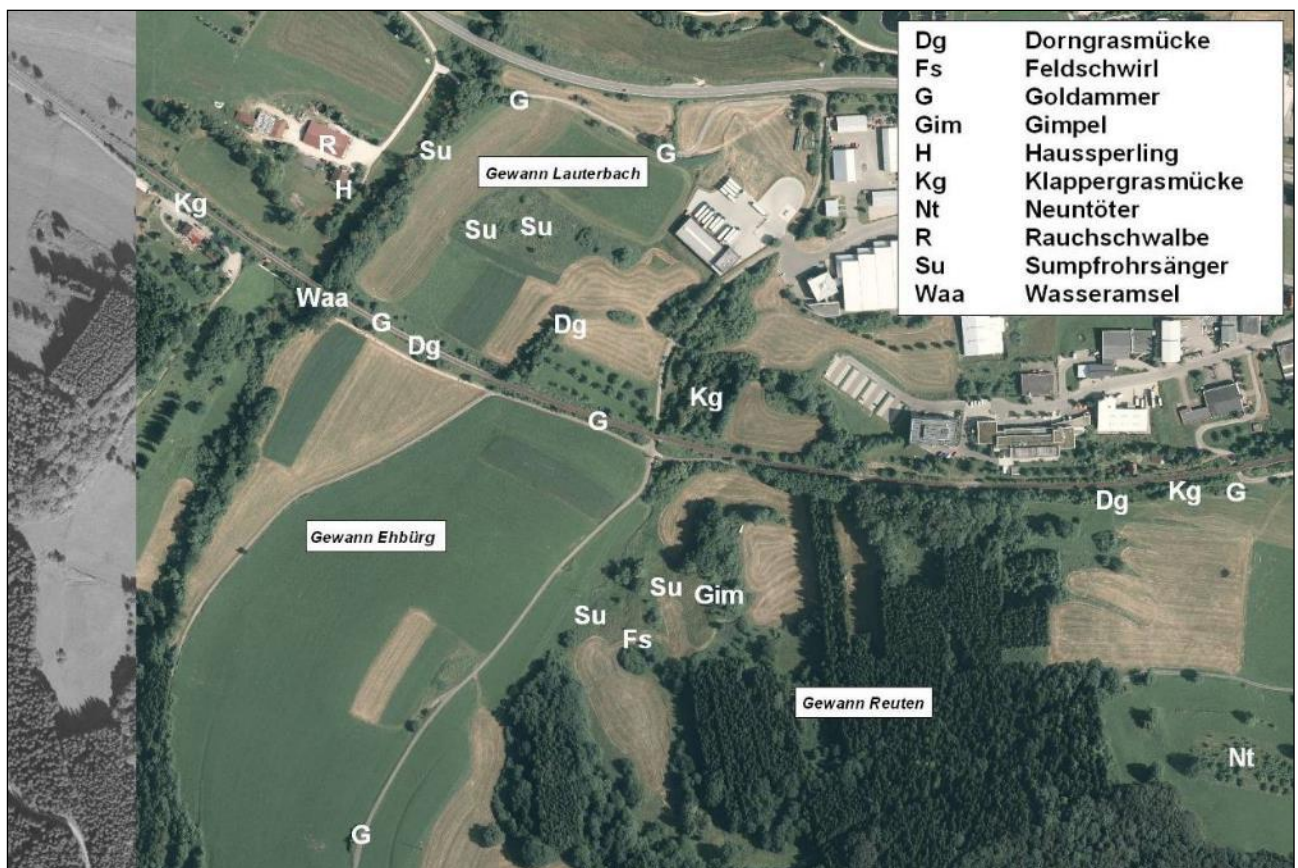 Dg Dorngrasmücke
Fs Feldschwirl
G Goldammer
Gim Gimpel
H Haussperling
Kg Klappergrasmücke
Nt Neuntöter
R Rauchschwalbe
Su Sumpfrohrsänger
Waa Wasseramsel
G
R
Su
G
Gewann Lauterbach
H
Kg
Su
Su
Waa
G
Dg
Dg
Kg
G
Dg
Kg
G
Gewann Ehbürg
Su
Gim
Su
Fs
Gewann Reuten
Nt
G